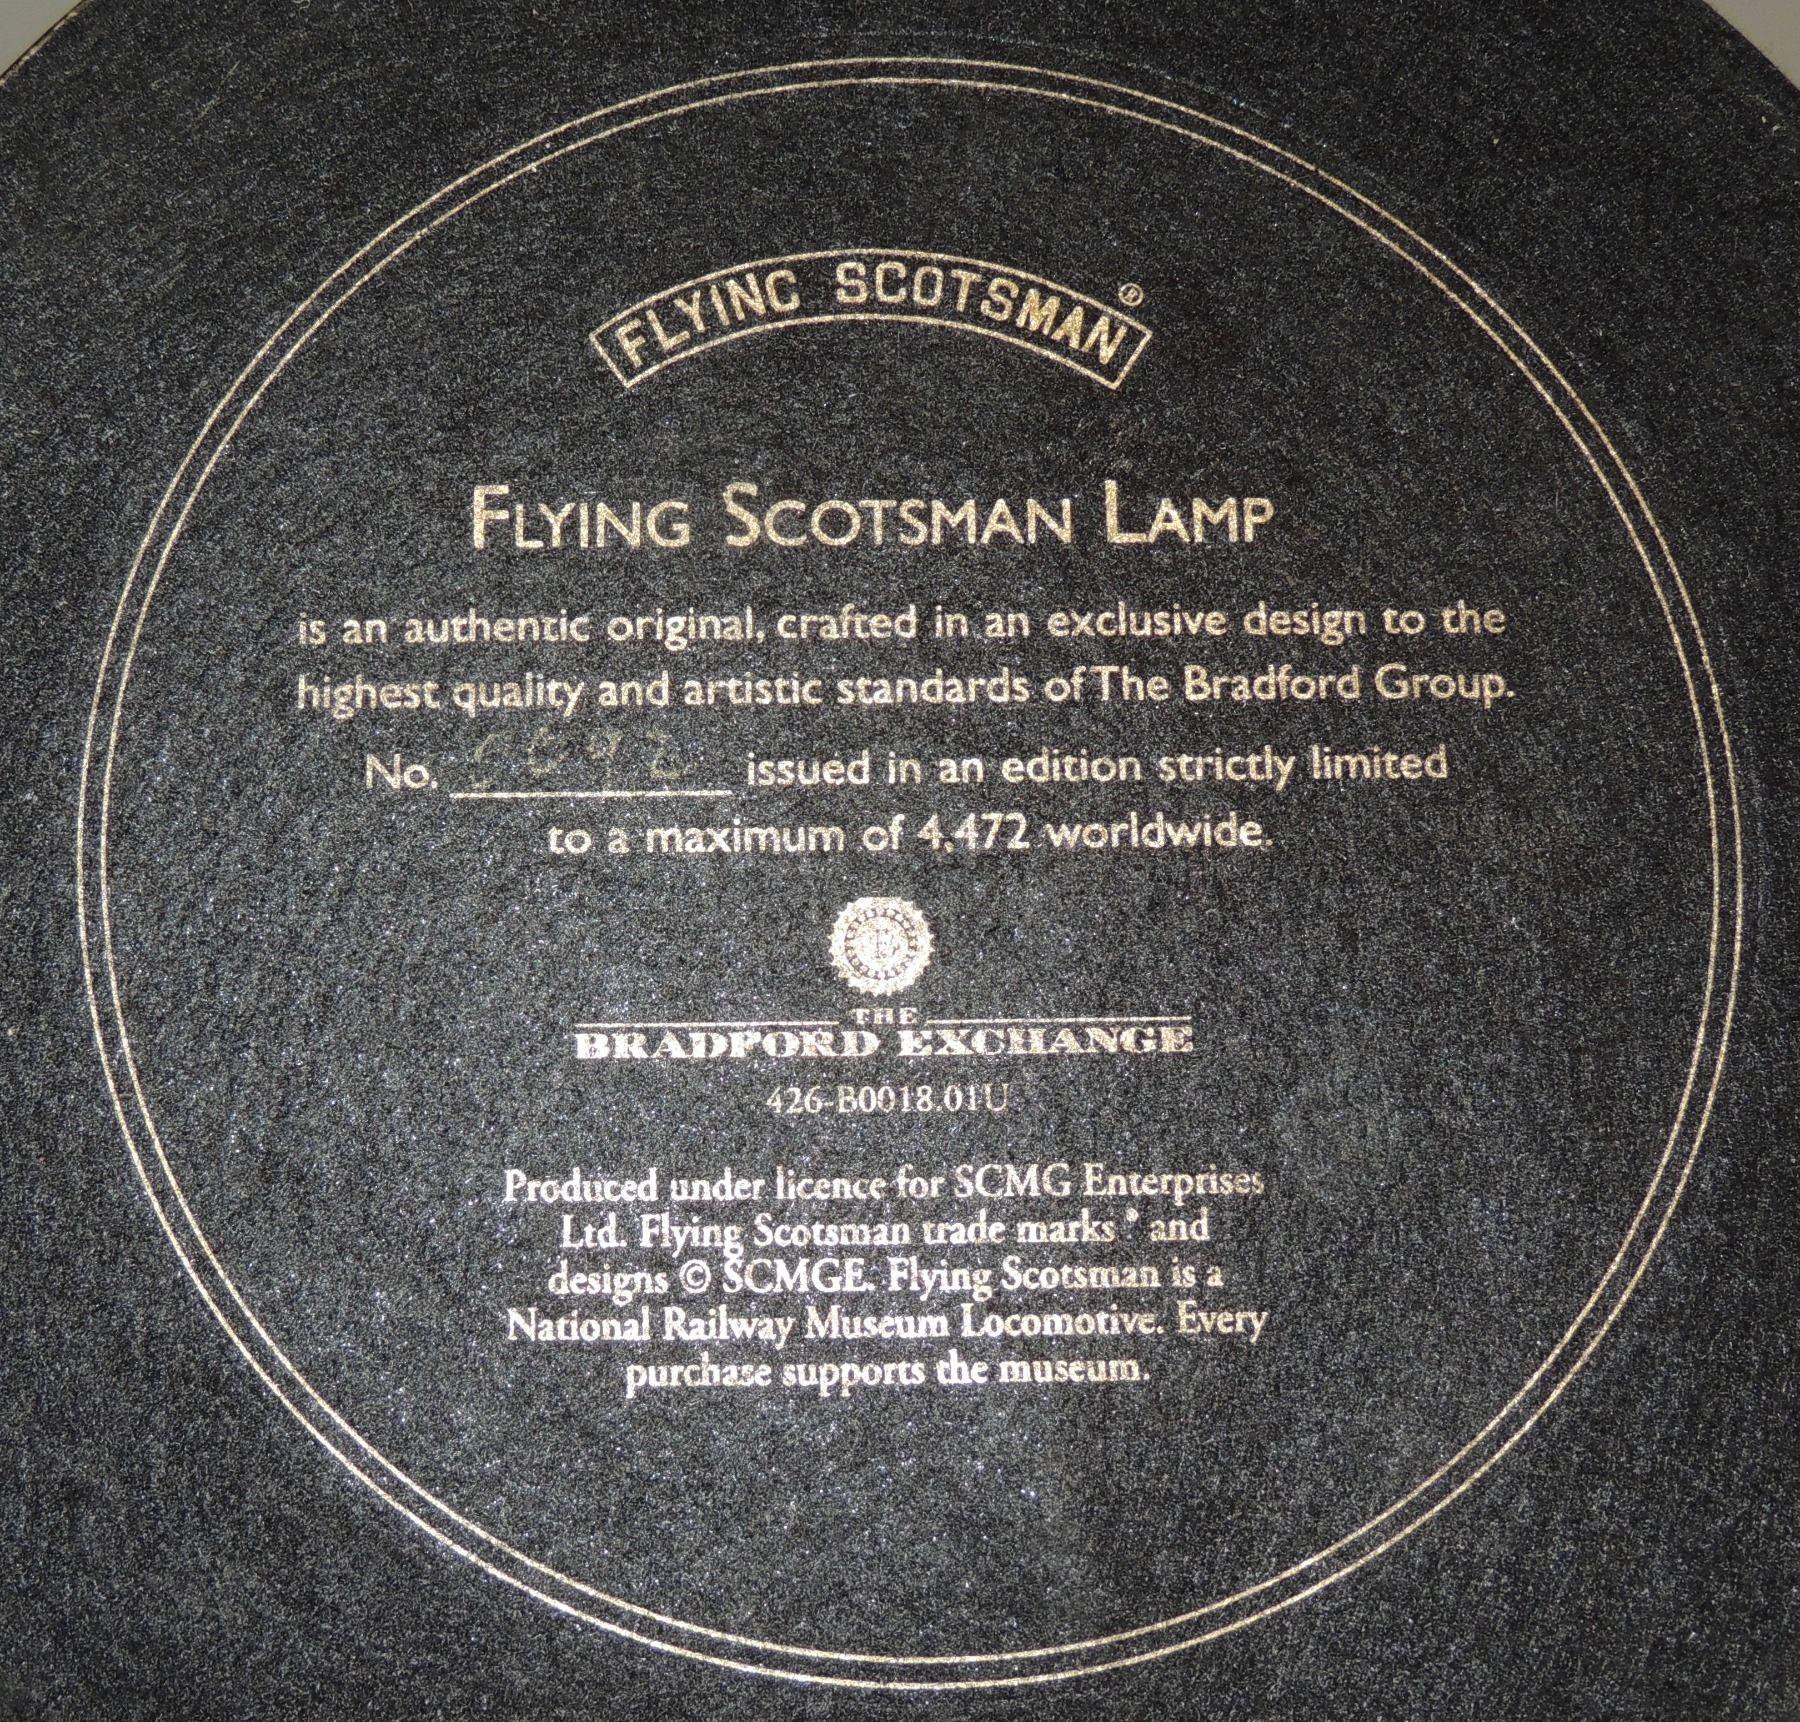 FLYING SCOTSMAN®
FLYING SCOTSMAN LAMP
is an authentic original, crafted in an exclusive design to the
highest quality and artistic standards of The Bradford Group.
No. issued in an edition strictly limited
to a maximum of 4,472 worldwide.
THE
BRADFORD EXCHANGE
426-B0018.01U
Produced under licence for SCMG Enterprises
Ltd. Flying Scotsman trade marks ® and
designs © SCMGE. Flying Scotsman is a
National Railway Museum Locomotive. Every
purchase supports the museum.